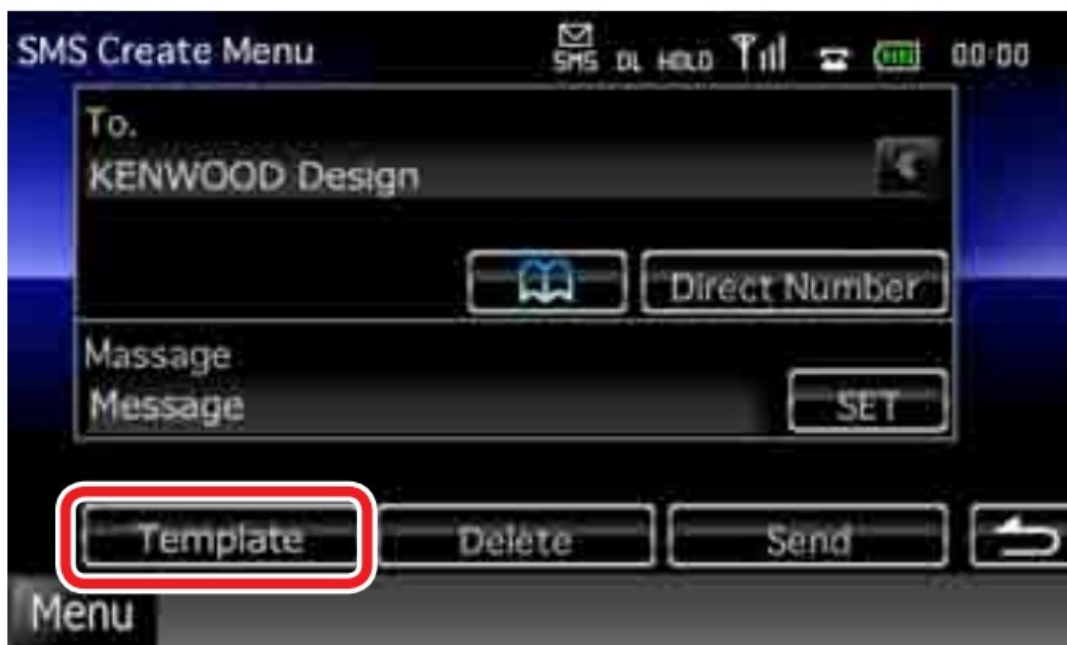 SMS Create Menu SMS DL HOLD 00:00
To.
KENWOOD Design
Direct Number
Massage
Message SET
Template Delete Send
Menu